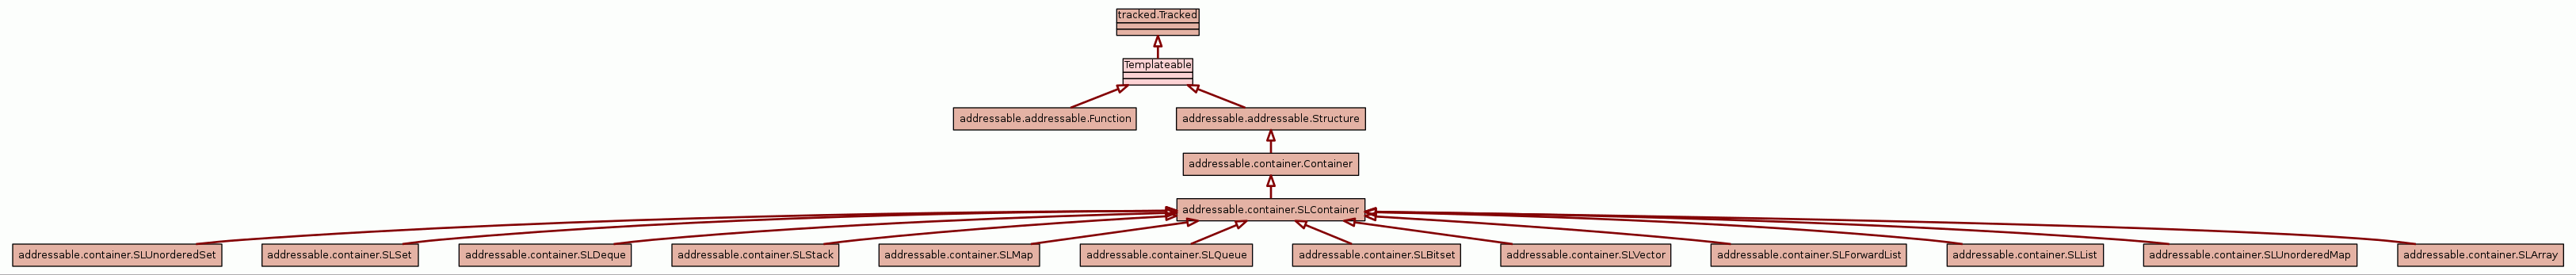 tracked.Tracked
Templateable
addressable.addressable.Function
addressable.addressable.Structure
addressable.container.Container
addressable.container.SLContainer
addressable.container.SLUnorderedSet
addressable.container.SLSet
addressable.container.SLDeque
addressable.container.SLStack
addressable.container.SLMap
addressable.container.SLQueue
addressable.container.SLBitset
addressable.container.SLVector
addressable.container.SLForwardList
addressable.container.SLList
addressable.container.SLUnorderedMap
addressable.container.SLArray